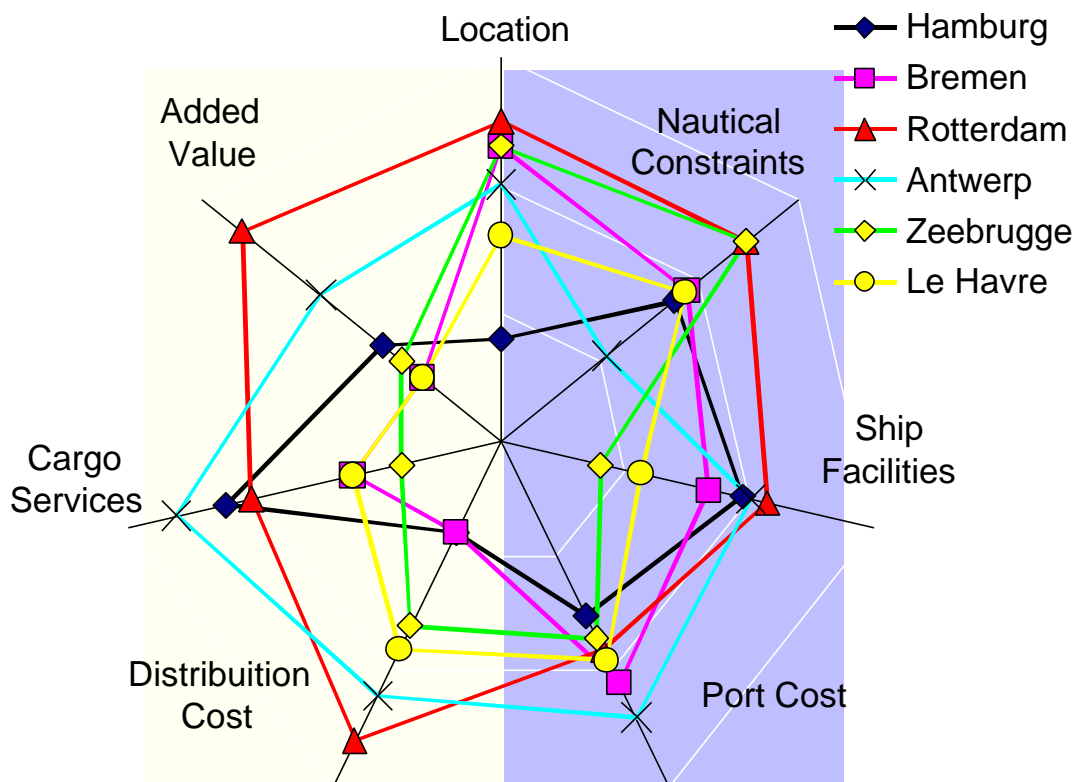 Location
Hamburg
Bremen
Rotterdam
Antwerp
Zeebrugge
Le Havre
Added
Value
Nautical
Constraints
Ship
Facilities
Cargo
Services
Distribuition
Cost
Port Cost